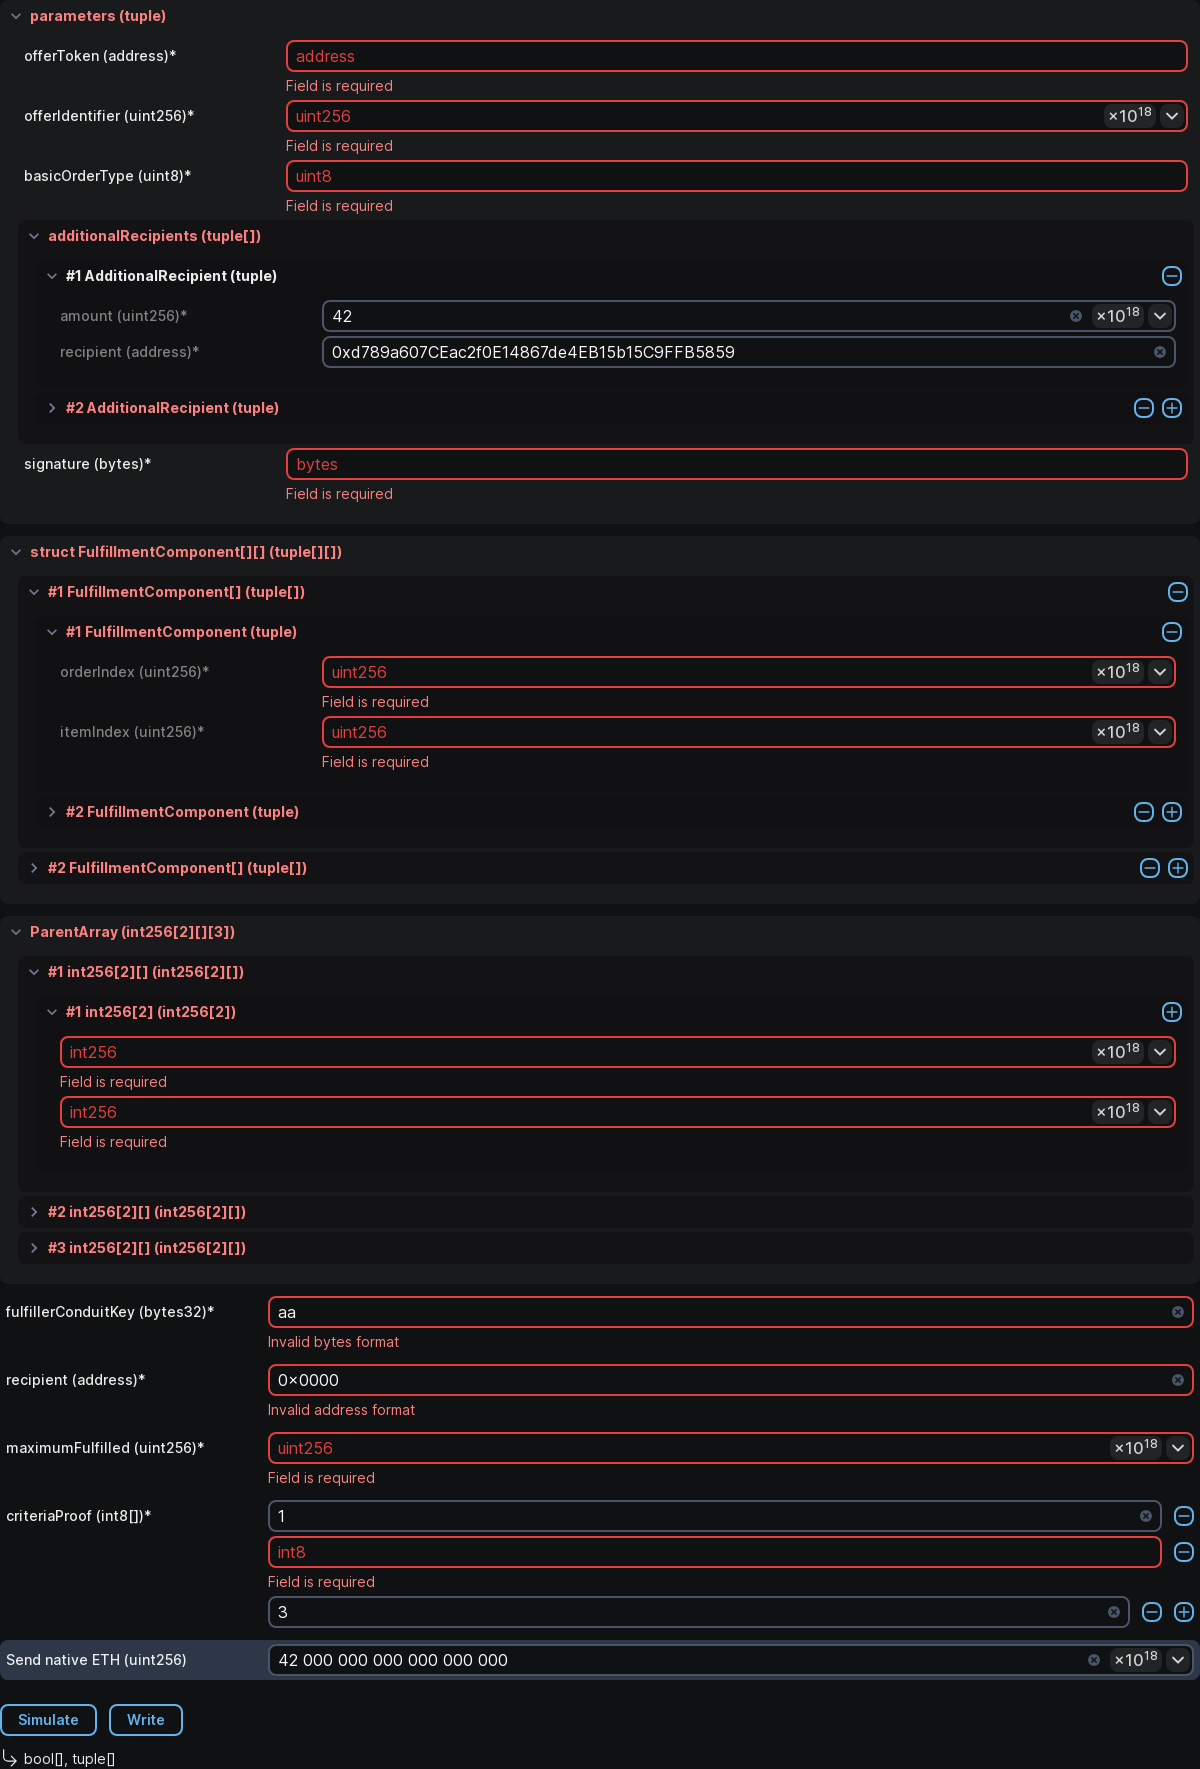 parameters (tuple)
offerToken (address)*
address
Field is required
offerIdentifier (uint256)*
uint256 ×10^18
Field is required
basicOrderType (uint8)*
uint8
Field is required
additionalRecipients (tuple[])
#1 AdditionalRecipient (tuple)
amount (uint256)*
42 ×10^18
recipient (address)*
0xd789a607CEac2f0E14867de4EB15b15C9FFB5859
#2 AdditionalRecipient (tuple)
signature (bytes)*
bytes
Field is required
struct FulfillmentComponent[][] (tuple[][])
#1 FulfillmentComponent[] (tuple[])
#1 FulfillmentComponent (tuple)
orderIndex (uint256)*
uint256 ×10^18
Field is required
itemIndex (uint256)*
uint256 ×10^18
Field is required
#2 FulfillmentComponent (tuple)
#2 FulfillmentComponent[] (tuple[])
ParentArray (int256[2][][3])
#1 int256[2][] (int256[2][])
#1 int256[2] (int256[2])
int256 ×10^18
Field is required
int256 ×10^18
Field is required
#2 int256[2][] (int256[2][])
#3 int256[2][] (int256[2][])
fulfillerConduitKey (bytes32)*
aa
Invalid bytes format
recipient (address)*
0x0000
Invalid address format
maximumFulfilled (uint256)*
uint256 ×10^18
Field is required
criteriaProof (int8[])*
1
int8
Field is required
3
Send native ETH (uint256)
42 000 000 000 000 000 000 ×10^18
Simulate Write
bool[], tuple[]